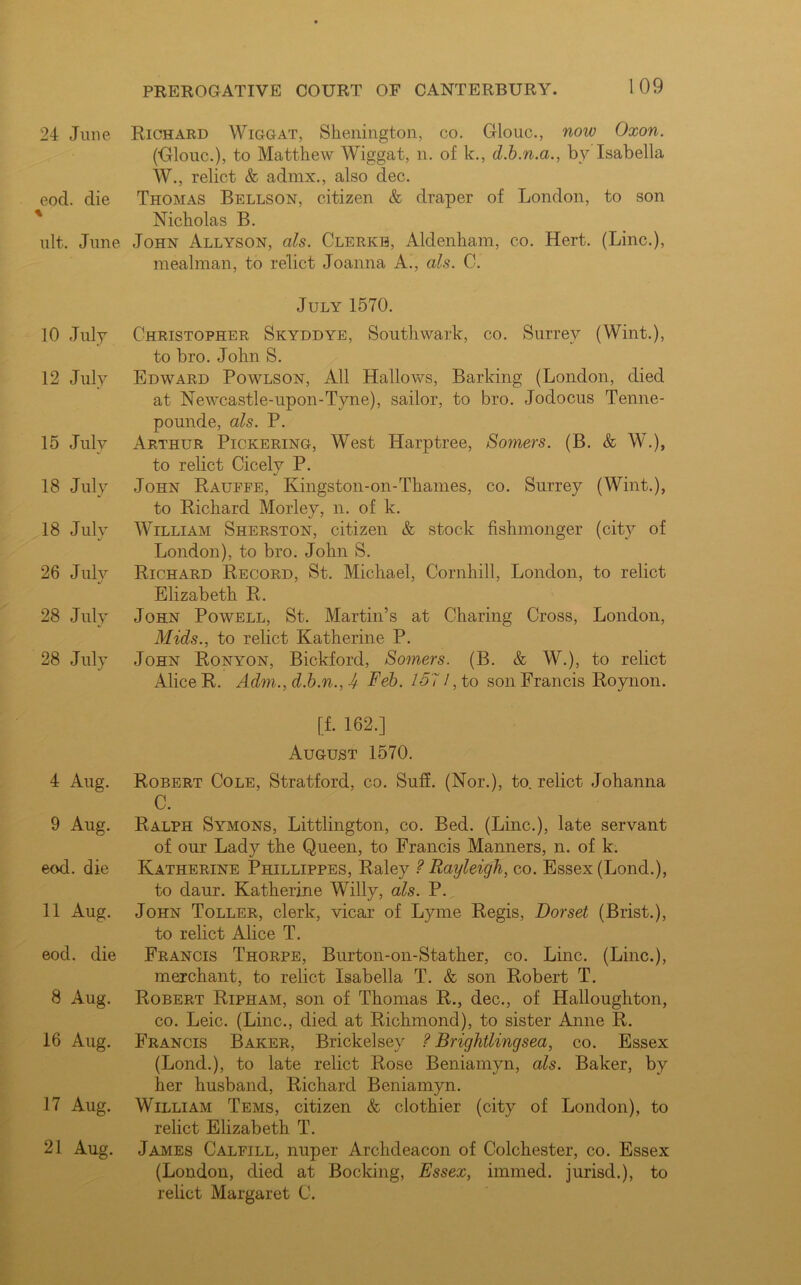 PREROGATIVE COURT OF CANTERBURY. 109
24 June Richard Wiggat, Shenington, co. Glouc., now Oxon.
(Glouc.), to Matthew Wiggat, n. of k., d.b.n.a., by Isabella
W., relict & admx., also dec.
eod. die Thomas Bellson, citizen & draper of London, to son
Nicholas B.
ult. June John Allyson, als. Clerke, Aldenham, co. Hert. (Linc.),
mealman, to relict Joanna A., als. C.
July 1570.
10 July Christopher Skyddye, Southwark, co. Surrey (Wint.),
to bro. John S.
12 July Edward Powlson, All Hallows, Barking (London, died
at Newcastle-upon-Tyne), sailor, to bro. Jodocus Tenne-
pounde, als. P.
15 July Arthur Pickering, West Harptree, Somers. (B. & W.),
to relict Cicely P.
18 July John Rauffe, Kingston-on-Thames, co. Surrey (Wint.),
to Richard Morley, n. of k.
18 July William Sherston, citizen & stock fishmonger (city of
London), to bro. John S.
26 July Richard Record, St. Michael, Cornhill, London, to relict
Elizabeth R.
28 July John Powell, St. Martin's at Charing Cross, London,
Mids., to relict Katherine P.
28 July John Ronyon, Bickford, Somers. (B. & W.), to relict
Alice R. Adm., d.b.n., 4 Feb. 1571, to son Francis Roynon.
[f. 162.]
August 1570.
4 Aug. Robert Cole, Stratford, co. Suff. (Nor.), to. relict Johanna
C.
9 Aug. Ralph Symons, Littlington, co. Bed. (Linc.), late servant
of our Lady the Queen, to Francis Manners, n. of k.
eod. die Katherine Phillippes, Raley ? Rayleigh, co. Essex (Lond.),
to daur. Katherine Willy, als. P.
11 Aug. John Toller, clerk, vicar of Lyme Regis, Dorset (Brist.),
to relict Alice T.
eod. die Francis Thorpe, Burton-on-Stather, co. Linc. (Linc.),
merchant, to relict Isabella T. & son Robert T.
8 Aug. Robert Ripham, son of Thomas R., dec., of Halloughton,
co. Leic. (Linc., died at Richmond), to sister Anne R.
16 Aug. Francis Baker, Brickelsey ? Brightlingsea, co. Essex
(Lond.), to late relict Rose Beniamyn, als. Baker, by
her husband, Richard Beniamyn.
17 Aug. William Tems, citizen & clothier (city of London), to
relict Elizabeth T.
21 Aug. James Calfill, nuper Archdeacon of Colchester, co. Essex
(London, died at Bocking, Essex, immed. jurisd.), to
relict Margaret C.